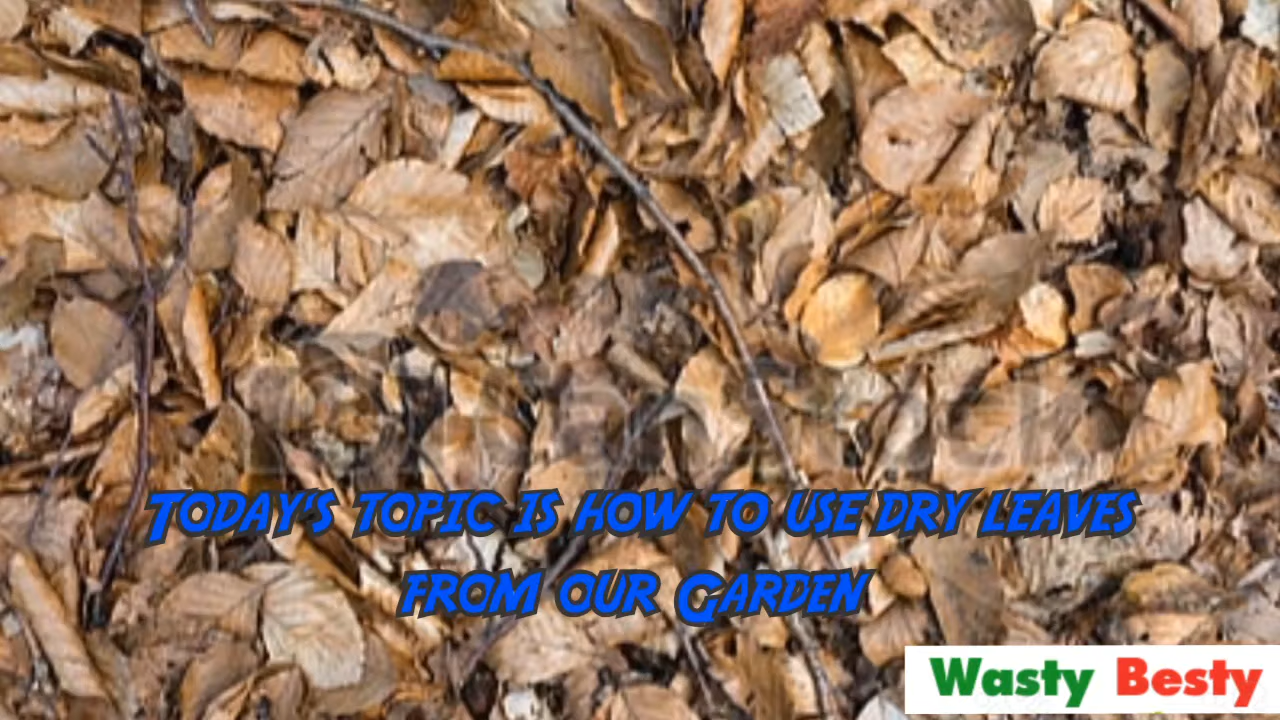 Today's topic is how to use dry leaves
from our Garden
Wasty Besty